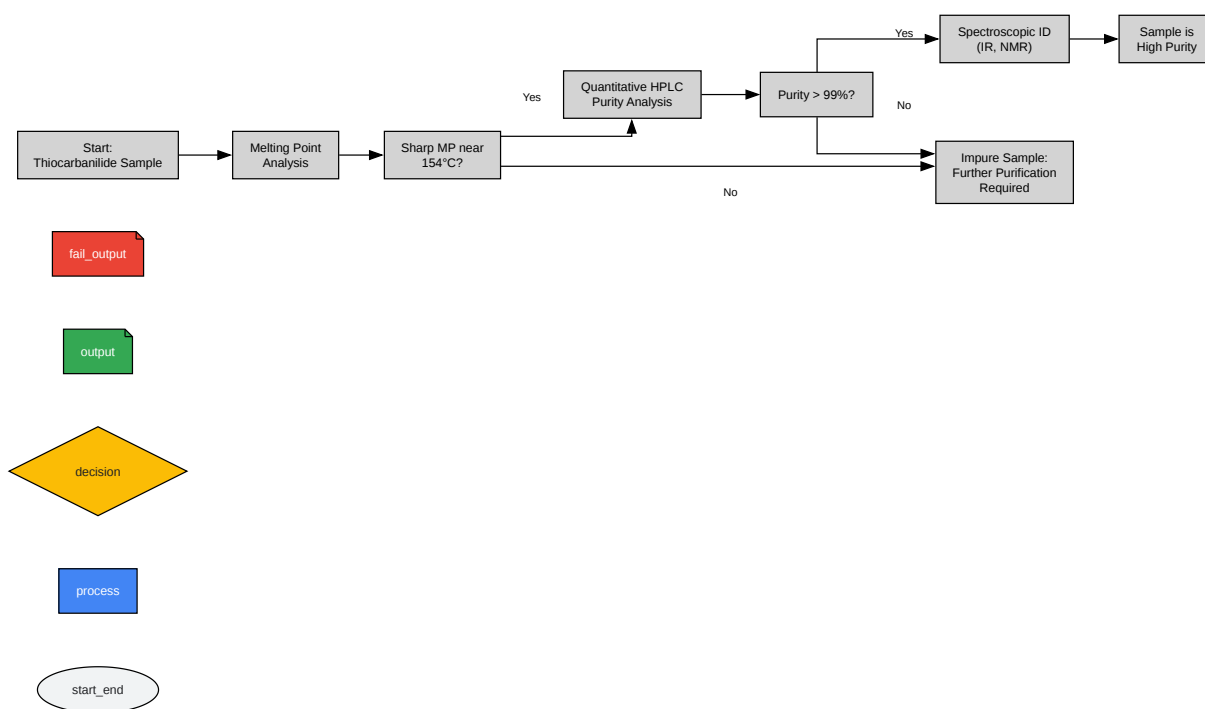 Start:
Thiocarbanilide Sample
Melting Point
Analysis
Sharp MP near
154°C?
Yes
Quantitative HPLC
Purity Analysis
Purity > 99%?
Yes
Spectroscopic ID
(IR, NMR)
Sample is
High Purity
No
Impure Sample:
Further Purification
Required
No
fail_output
output
decision
process
start_end